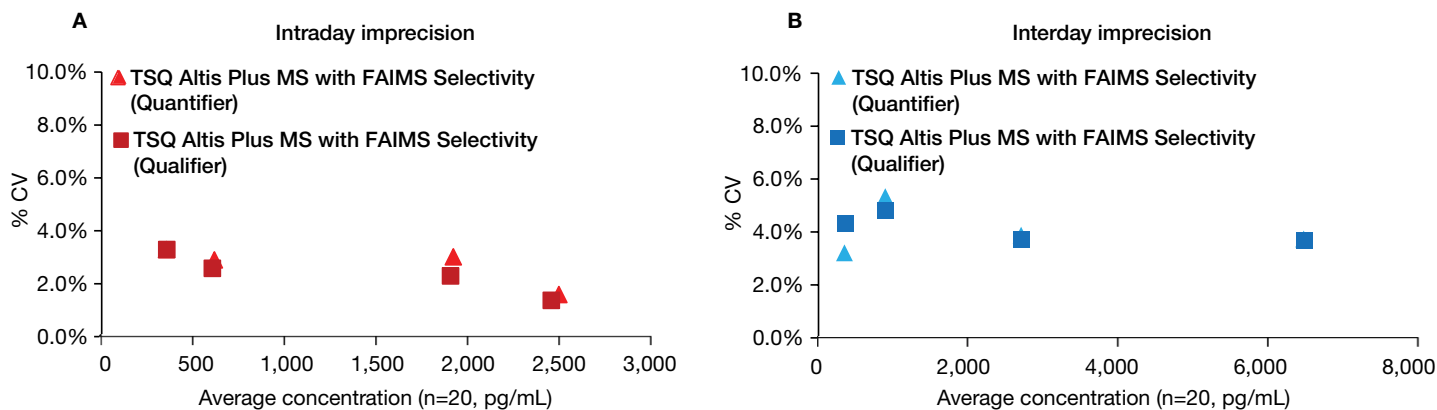 A
Intraday imprecision
10.0%
8.0%
6.0%
4.0%
2.0%
0.0%
% CV
TSQ Altis Plus MS with FAIMS Selectivity
(Quantifier)
TSQ Altis Plus MS with FAIMS Selectivity
(Qualifier)
0 500 1,000 1,500 2,000 2,500 3,000
Average concentration (n=20, pg/mL)
B
Interday imprecision
10.0%
8.0%
6.0%
4.0%
2.0%
0.0%
% CV
TSQ Altis Plus MS with FAIMS Selectivity
(Quantifier)
TSQ Altis Plus MS with FAIMS Selectivity
(Qualifier)
0 2,000 4,000 6,000 8,000
Average concentration (n=20, pg/mL)